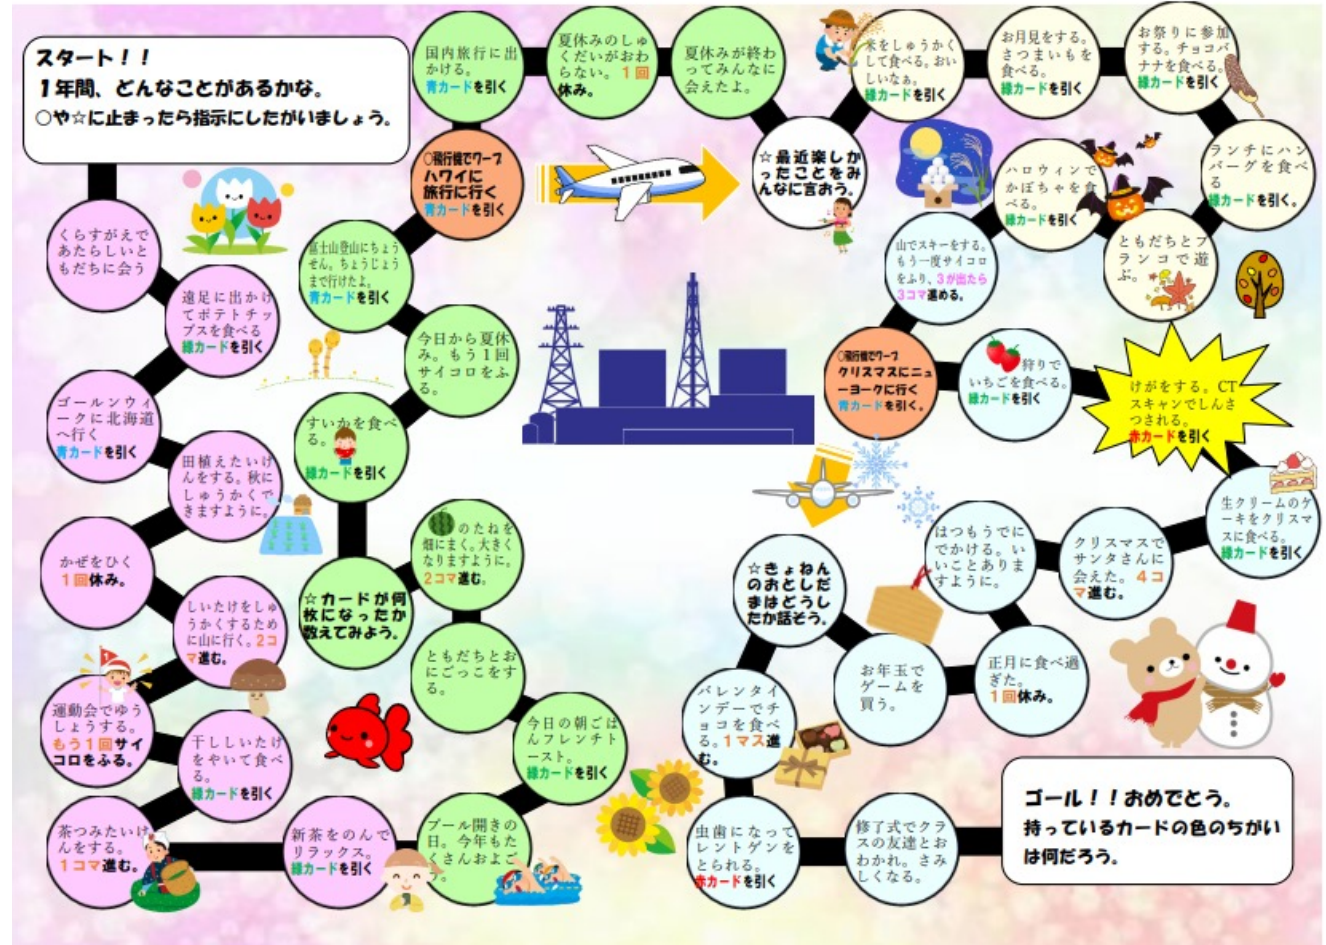 スタート！！
１年間、どんなことがあるかな。
○や☆に止まったら指示にしたがいましょう。
くらすがえで
あたらしいと
もだちに会う
遠足に出かけ
てポテトチッ
プスを食べる
緑カードを引く
ゴールンウィ
ークに北海道
へ行く
青カードを引く
田植えたいけ
んをする。秋に
しゅうかくで
きますように。
かぜをひく
１回休み。
しいたけをしゅ
うかくするため
に山に行く。２コ
マ進む。
運動会でゆう
しょうする。
もう１回サイ
コロをふる。
干ししいたけ
をやいて食べ
る。
緑カードを引く
茶つみたいけ
んをする。
１コマ進む。
新茶をのんで
リラックス。
緑カードを引く
プール開きの
日。今年もた
くさんおよご
う。
今日の朝ごは
んフレンチト
ースト。
緑カードを引く
ともだちとお
にごっこをす
る。
のたねを
畑にまく。大きく
なりますように。
２コマ進む。
☆カードが何
枚になったか
数えてみよう。
すいかを食べ
る。
緑カードを引く
今日から夏休
み。もう１回
サイコロをふ
る。
富士山登山にちょう
せん。ちょうじょう
まで行けたよ。
青カードを引く
○飛行機でワープ
ハワイに
旅行に行く
青カードを引く
国内旅行に出
かける。
青カードを引く
夏休みのしゅ
くだいがおわ
らない。１回
休み。
夏休みが終わ
ってみんなに
会えたよ。
☆最近楽しか
ったことをみ
んなに言おう。
米をしゅうかく
して食べる。おい
しいなぁ。
緑カードを引く
お月見をする。
さつまいもを
食べる。
緑カードを引く
お祭りに参加
する。チョコバ
ナナを食べる。
緑カードを引く
ランチにハン
バーグを食べ
る
緑カードを引く。
ともだちとブ
ランコで遊
ぶ。
ハロウィンで
かぼちゃを食
べる。
緑カードを引く
山でスキーをする。
もう一度サイコロ
をふり、３が出たら
３コマ進める。
○飛行機でワープ
クリスマスにニュ
ーヨークに行く
青カードを引く。
狩りで
いちごを食べる。
緑カードを引く
けがをする。CT
スキャンでしんさ
つされる。
赤カードを引く
生クリームのケ
ーキをクリスマ
スに食べる。
緑カードを引く
クリスマスで
サンタさんに
会えた。４コ
マ進む。
はつもうでに
でかける。い
いことありま
すように。
正月に食べ過
ぎた。
１回休み。
お年玉で
ゲームを
買う。
☆きょねん
のおとしだ
まはどうし
たか話そう。
バレンタイ
ンデーでチ
ョコを食べ
る。１マス進
む。
虫歯になって
レントゲンを
とられる。
赤カードを引く
修了式でクラ
スの友達とお
わかれ。さみ
しくなる。
ゴール！！おめでとう。
持っているカードの色のちがい
は何だろう。